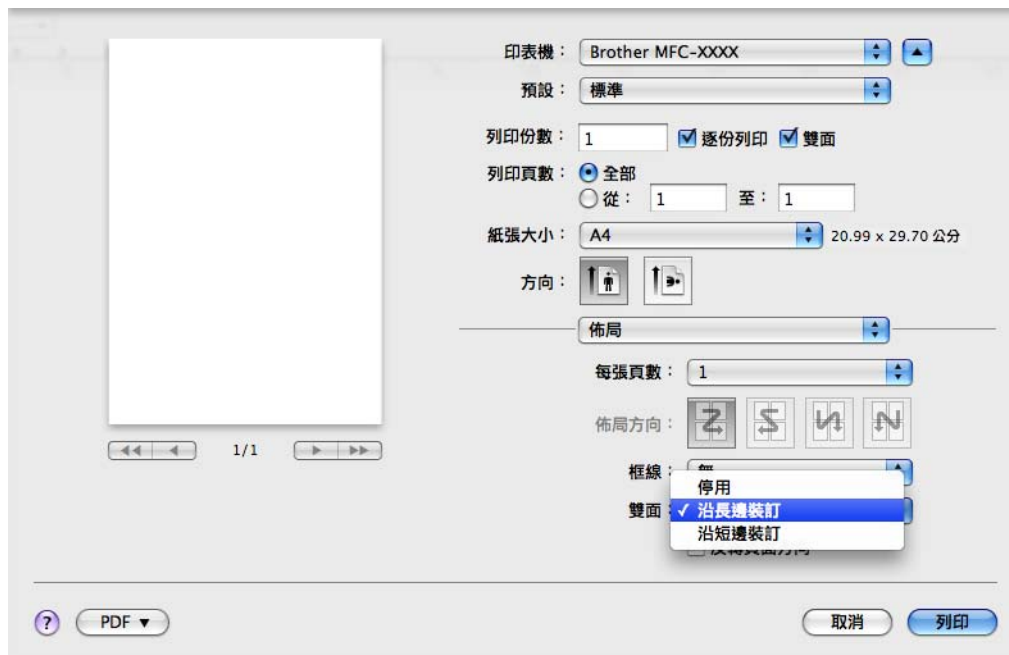 印表機： Brother MFC-XXXX
預設： 標準
列印份數： 1 逐份列印 雙面
列印頁數： 全部
從： 1 至： 1
紙張大小： A4 20.99 x 29.70 公分
方向：
佈局
每張頁數： 1
佈局方向：
1/1
框線：
停用
雙面： ✓ 沿長邊裝訂
沿短邊裝訂
? PDF ▼ 取消 列印